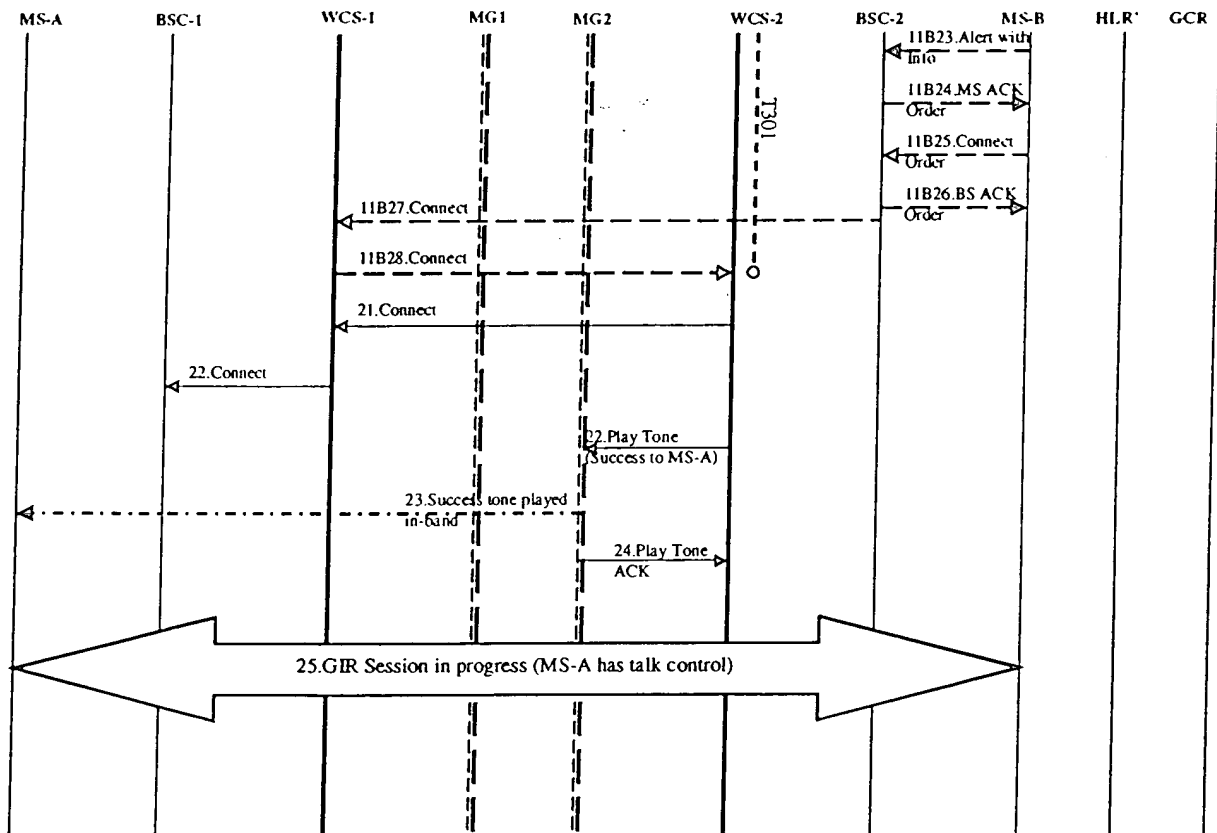 MS-A BSC-1 WCS-1 MG1 MG2 WCS-2 BSC-2 MS-B HLR' GCR
11B23.Alert with
Info
T301
11B24.MS ACK
Order
11B25.Connect
Order
11B26.BS ACK
Order
11B27.Connect
11B28.Connect
21.Connect
22.Connect
22.Play Tone
(Success to MS-A)
23.Success tone played
in-band
24.Play Tone
ACK
25.GIR Session in progress (MS-A has talk control)